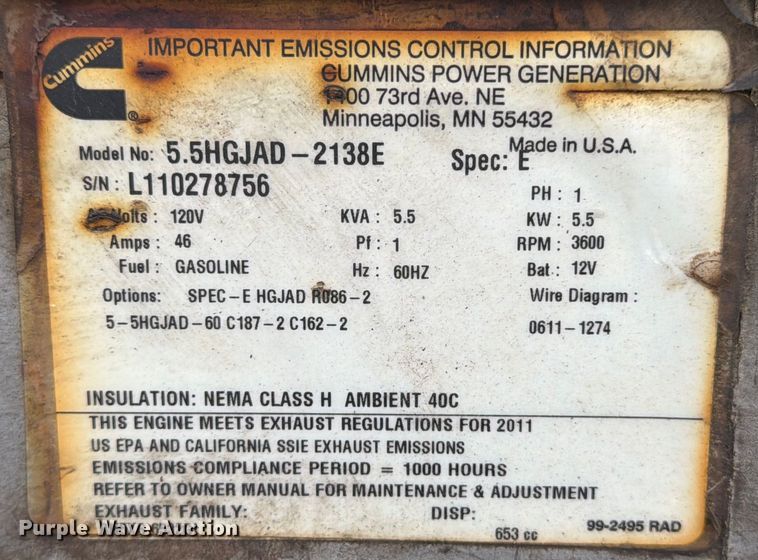 Cummins
IMPORTANT EMISSIONS CONTROL INFORMATION
CUMMINS POWER GENERATION
1400 73rd Ave. NE
Minneapolis, MN 55432
Made in U.S.A.
Model No: 5.5HGJAD-2138E Spec: E
S/N: L110278756
PH: 1
Volts: 120V KVA: 5.5 KW: 5.5
Amps: 46 Pf: 1 RPM: 3600
Fuel: GASOLINE Hz: 60HZ Bat: 12V
Options: SPEC-E HGJAD R086-2 Wire Diagram:
5-5HGJAD-60 C187-2 C162-2 0611-1274
INSULATION: NEMA CLASS H AMBIENT 40C
THIS ENGINE MEETS EXHAUST REGULATIONS FOR 2011
US EPA AND CALIFORNIA SSIE EXHAUST EMISSIONS
EMISSIONS COMPLIANCE PERIOD = 1000 HOURS
REFER TO OWNER MANUAL FOR MAINTENANCE & ADJUSTMENT
EXHAUST FAMILY: DISP:
653 cc 99-2495 RAD
Purple Wave Auction